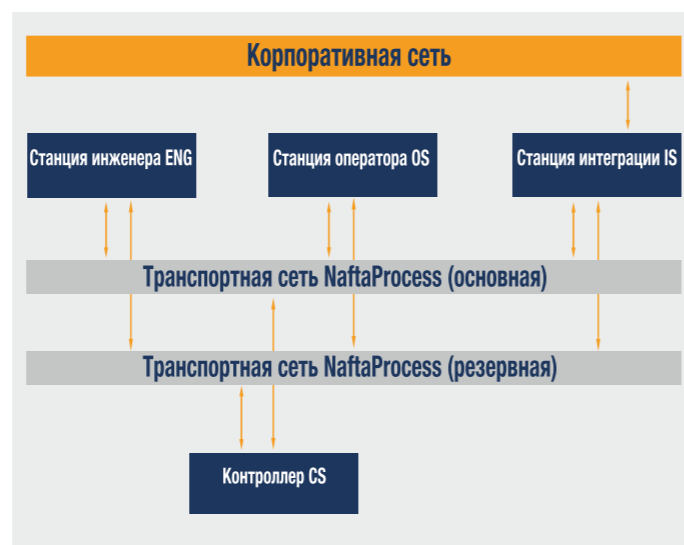 Корпоративная сеть
Станция инженера ENG
Станция оператора OS
Станция интеграции IS
Транспортная сеть NaftaProcess (основная)
Транспортная сеть NaftaProcess (резервная)
Контроллер CS